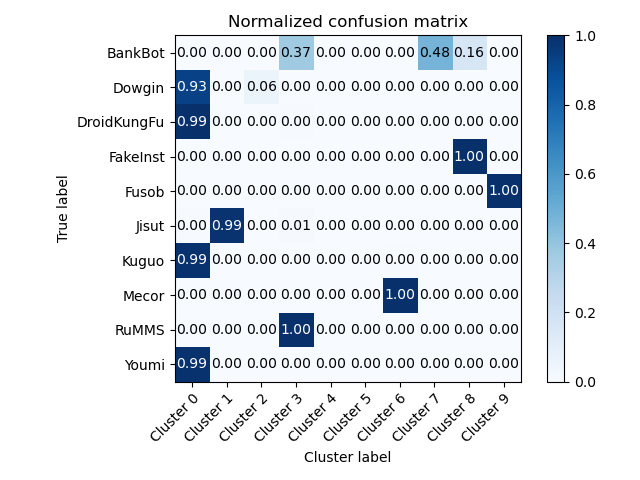 Normalized confusion matrix
True label
BankBot 0.00 0.00 0.00 0.37 0.00 0.00 0.00 0.48 0.16 0.00
Dowgin 0.93 0.00 0.06 0.00 0.00 0.00 0.00 0.00 0.00 0.00
DroidKungFu 0.99 0.00 0.00 0.00 0.00 0.00 0.00 0.00 0.00 0.00
FakeInst 0.00 0.00 0.00 0.00 0.00 0.00 0.00 0.00 1.00 0.00
Fusob 0.00 0.00 0.00 0.00 0.00 0.00 0.00 0.00 0.00 1.00
Jisut 0.00 0.99 0.00 0.01 0.00 0.00 0.00 0.00 0.00 0.00
Kuguo 0.99 0.00 0.00 0.00 0.00 0.00 0.00 0.00 0.00 0.00
Mecor 0.00 0.00 0.00 0.00 0.00 0.00 1.00 0.00 0.00 0.00
RuMMS 0.00 0.00 0.00 1.00 0.00 0.00 0.00 0.00 0.00 0.00
Youmi 0.99 0.00 0.00 0.00 0.00 0.00 0.00 0.00 0.00 0.00
Cluster 0 Cluster 1 Cluster 2 Cluster 3 Cluster 4 Cluster 5 Cluster 6 Cluster 7 Cluster 8 Cluster 9
Cluster label
1.0
0.8
0.6
0.4
0.2
0.0